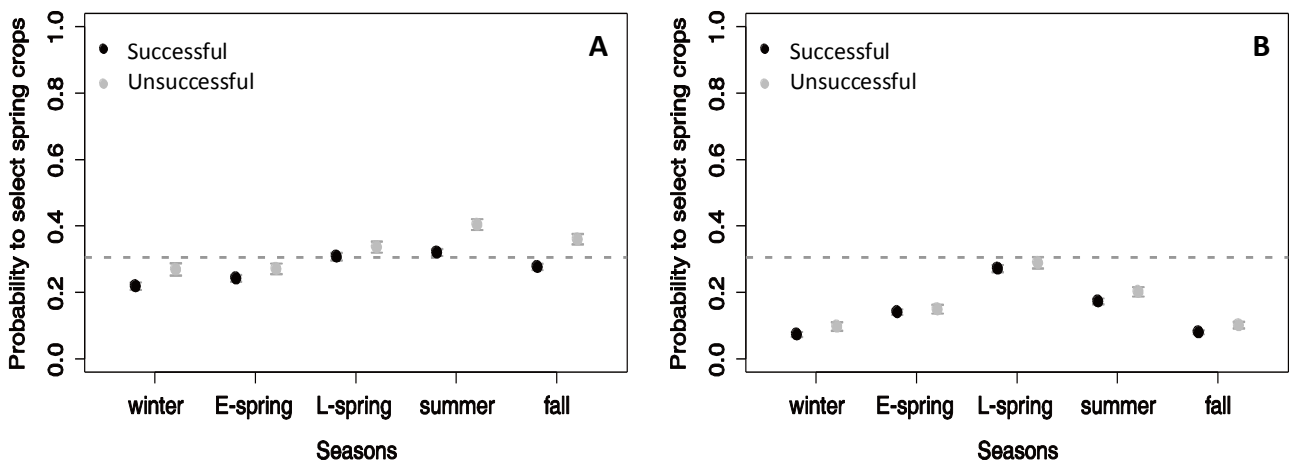 Probability to select spring crops
1.0
0.8
0.6
0.4
0.2
0.0
Successful
Unsuccessful
A
winter E-spring L-spring summer fall
Seasons
Probability to select spring crops
1.0
0.8
0.6
0.4
0.2
0.0
Successful
Unsuccessful
B
winter E-spring L-spring summer fall
Seasons